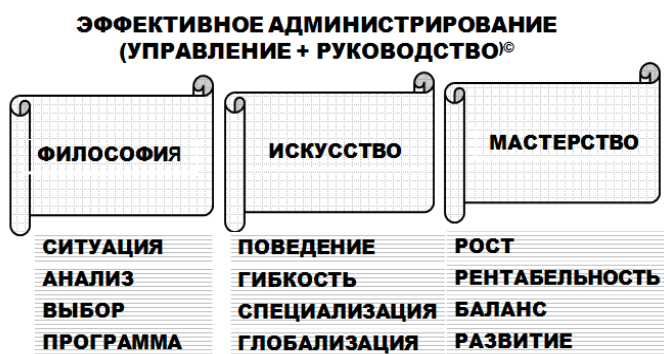 ЭФФЕКТИВНОЕ АДМИНИСТРИРОВАНИЕ
(УПРАВЛЕНИЕ + РУКОВОДСТВО)©
ФИЛОСОФИЯ
СИТУАЦИЯ
АНАЛИЗ
ВЫБОР
ПРОГРАММА
ИСКУССТВО
ПОВЕДЕНИЕ
ГИБКОСТЬ
СПЕЦИАЛИЗАЦИЯ
ГЛОБАЛИЗАЦИЯ
МАСТЕРСТВО
РОСТ
РЕНТАБЕЛЬНОСТЬ
БАЛАНС
РАЗВИТИЕ